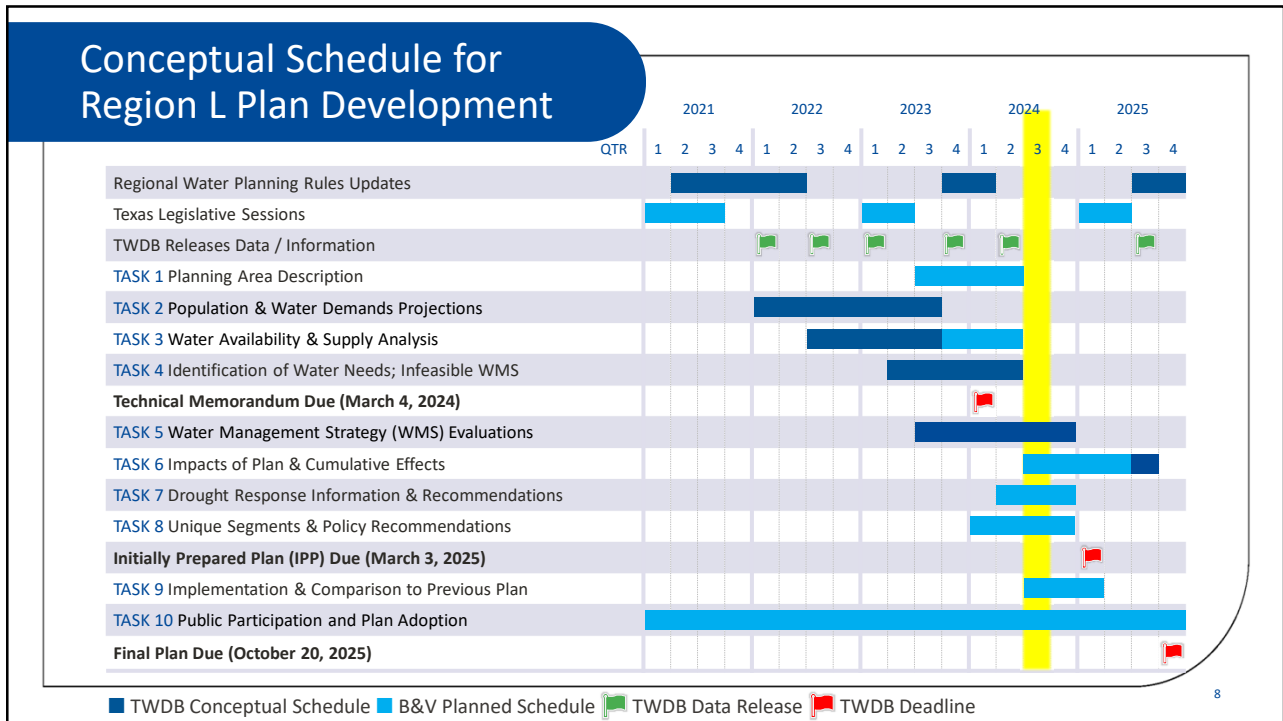 Conceptual Schedule for
Region L Plan Development
2021 2022 2023 2024 2025
QTR 1 2 3 4 1 2 3 4 1 2 3 4 1 2 3 4 1 2 3 4
Regional Water Planning Rules Updates
Texas Legislative Sessions
TWDB Releases Data / Information
TASK 1 Planning Area Description
TASK 2 Population & Water Demands Projections
TASK 3 Water Availability & Supply Analysis
TASK 4 Identification of Water Needs; Infeasible WMS
Technical Memorandum Due (March 4, 2024)
TASK 5 Water Management Strategy (WMS) Evaluations
TASK 6 Impacts of Plan & Cumulative Effects
TASK 7 Drought Response Information & Recommendations
TASK 8 Unique Segments & Policy Recommendations
Initially Prepared Plan (IPP) Due (March 3, 2025)
TASK 9 Implementation & Comparison to Previous Plan
TASK 10 Public Participation and Plan Adoption
Final Plan Due (October 20, 2025)
TWDB Conceptual Schedule B&V Planned Schedule TWDB Data Release TWDB Deadline
8